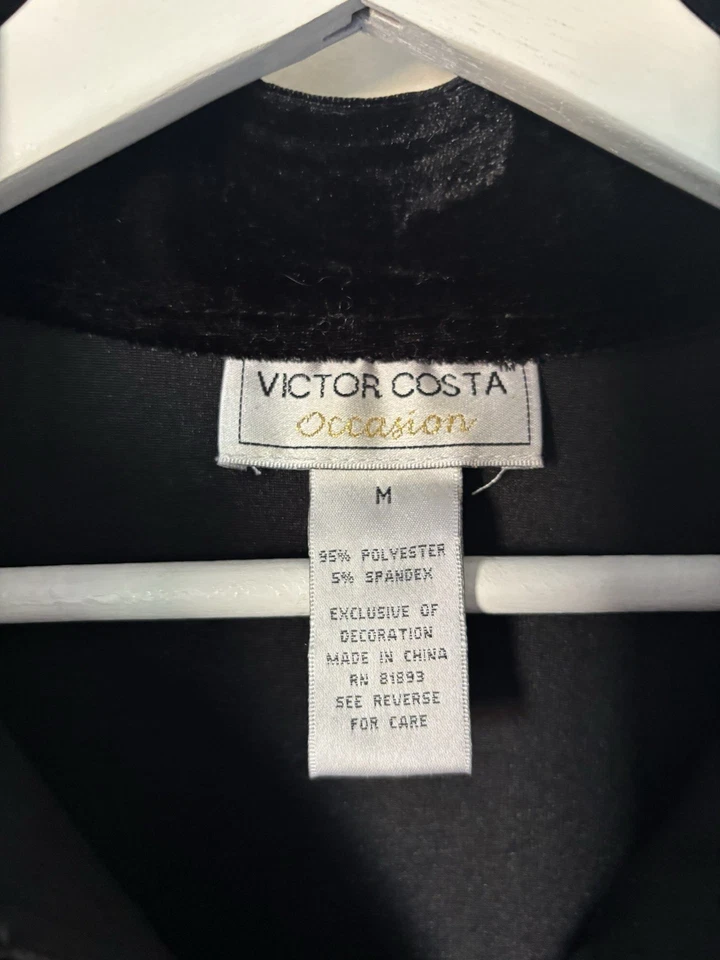 VICTOR COSTA™
Occasion
M
95% POLYESTER
5% SPANDEX
EXCLUSIVE OF
DECORATION
MADE IN CHINA
RN 81893
SEE REVERSE
FOR CARE